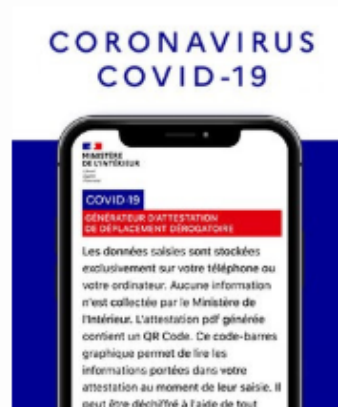 CORONAVIRUS
COVID-19
MINISTÈRE
DE L'INTÉRIEUR
COVID-19
GÉNÉRATEUR D'ATTESTATION
DE DÉPLACEMENT DÉROGATOIRE
Les données saisies sont stockées
exclusivement sur votre téléphone ou
votre ordinateur. Aucune information
n'est collectée par le Ministère de
l'Intérieur. L'attestation pdf générée
contient un QR Code. Ce code-barres
graphique permet de lire les
informations portées dans votre
attestation au moment de leur saisie. Il
peut être déchiffré à l'aide de tout